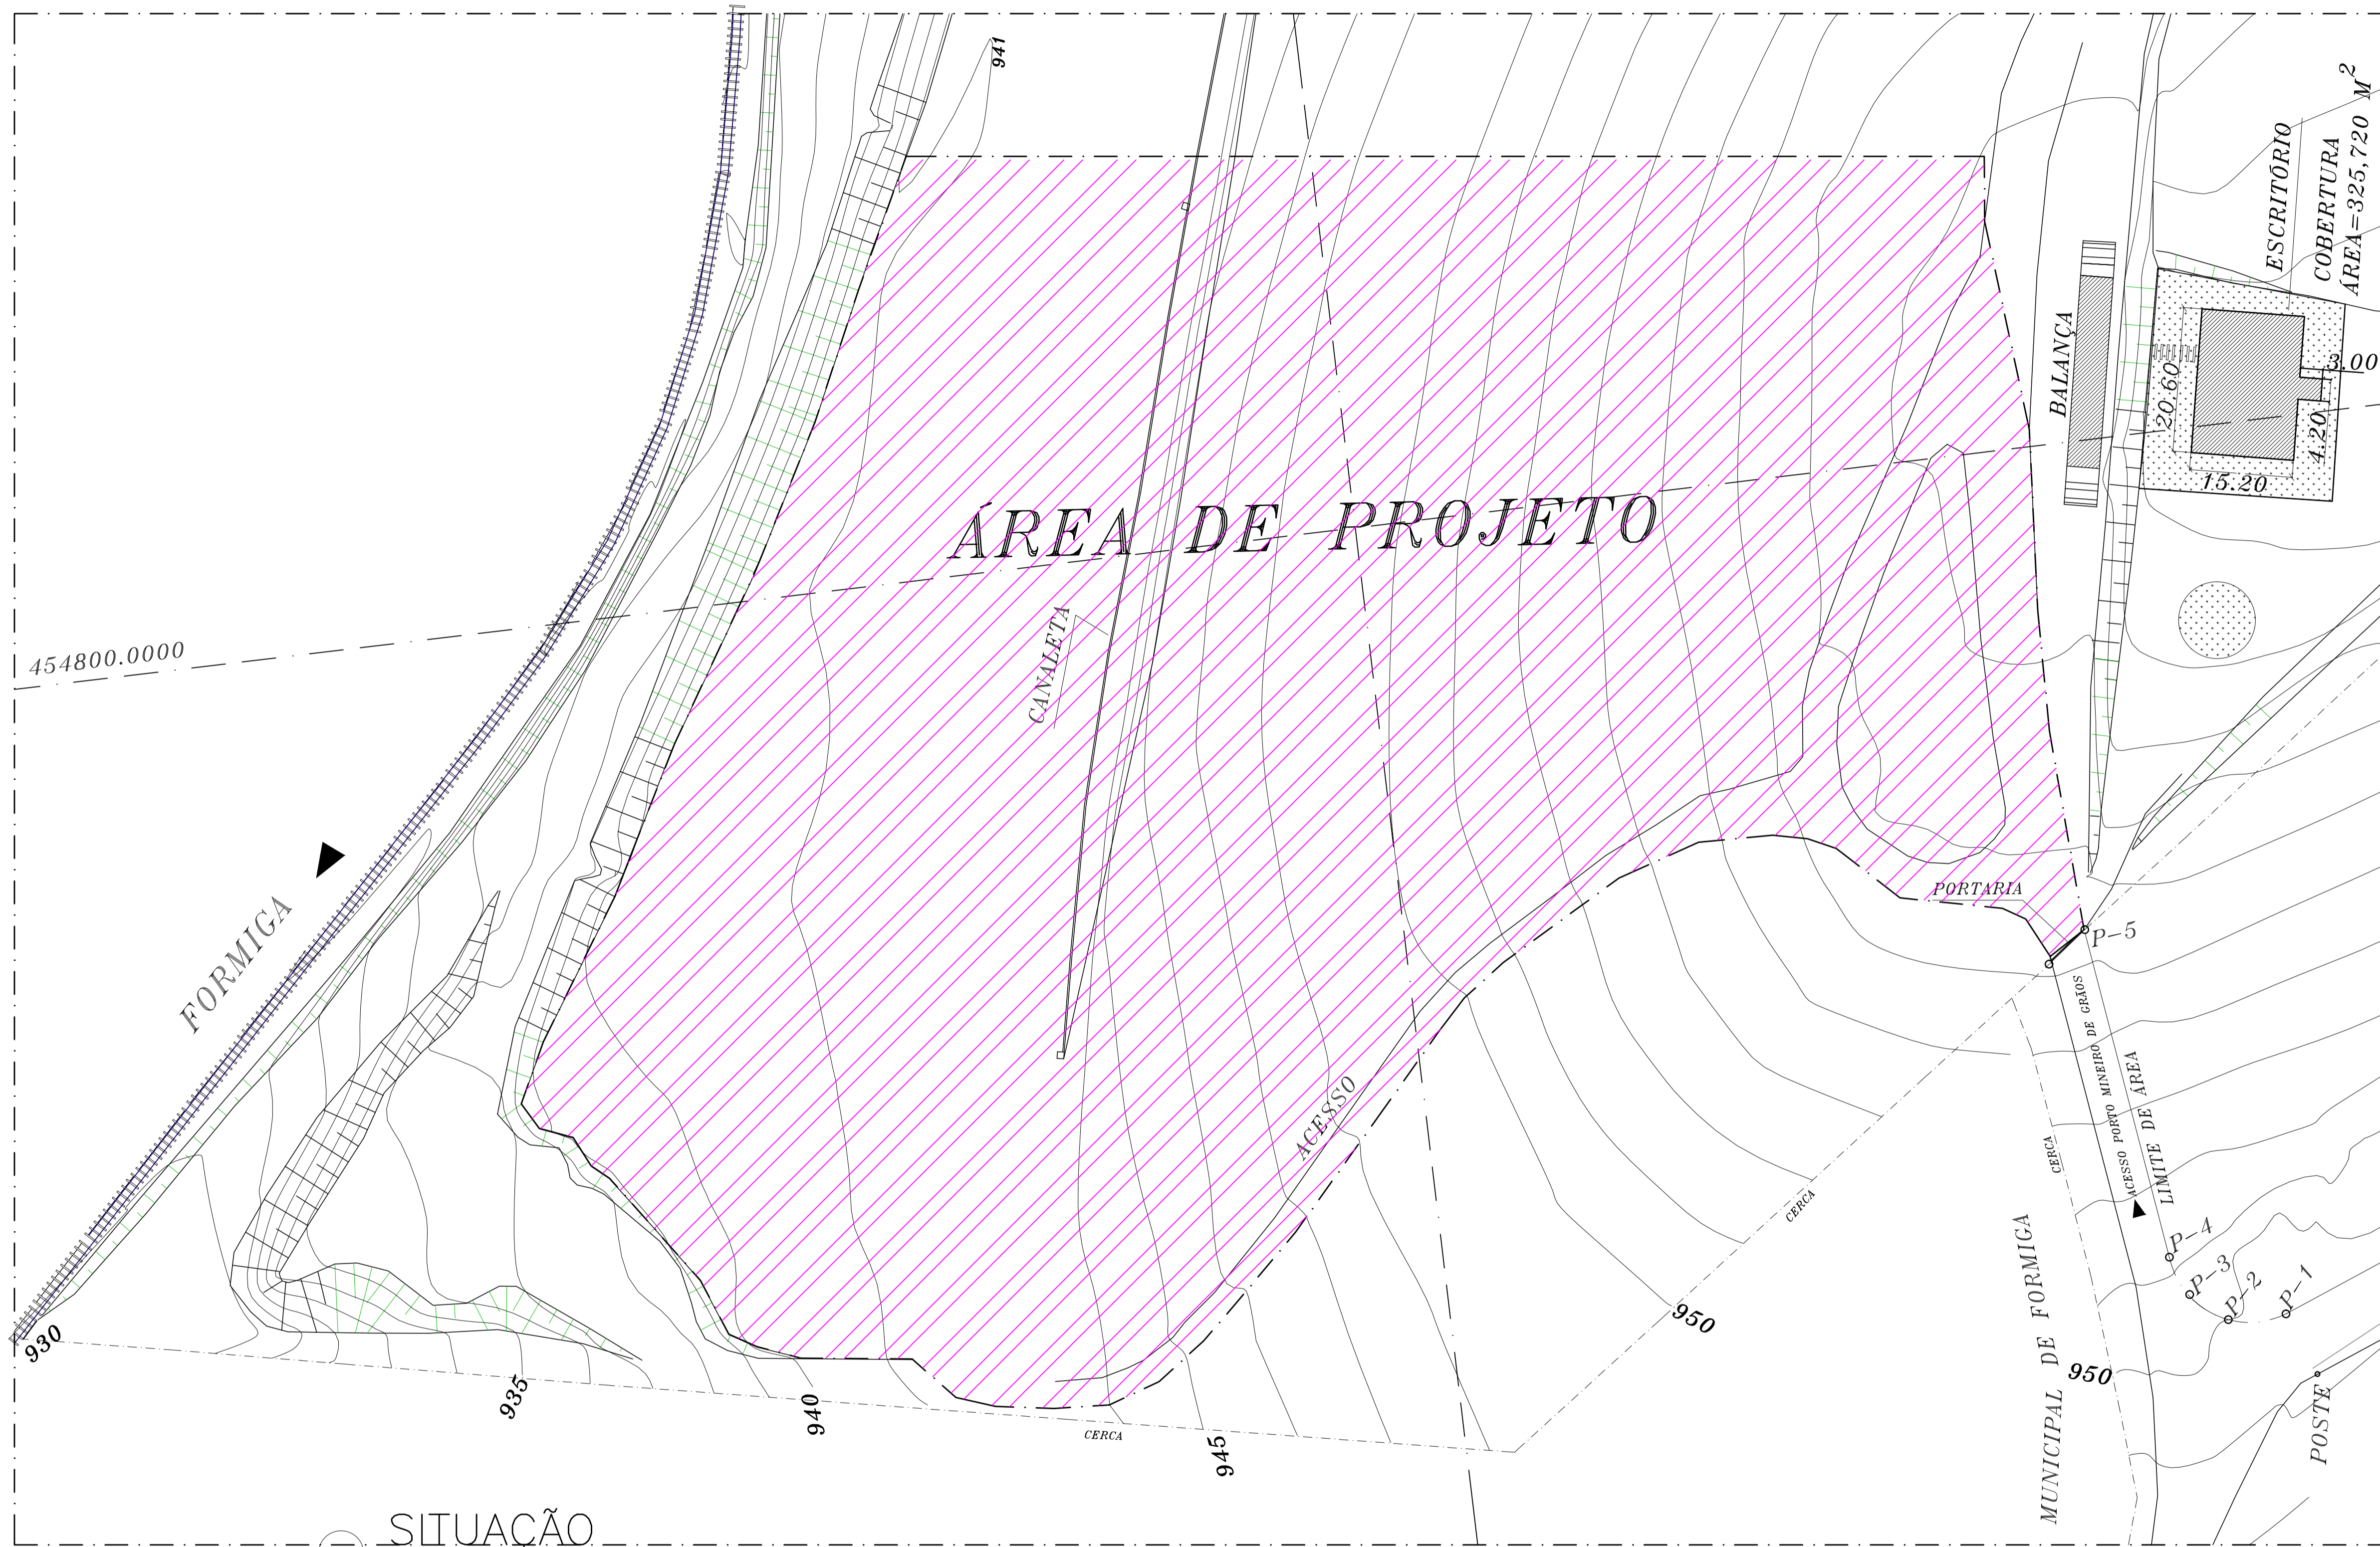 941
ESCRITÓRIO
COBERTURA
ÁREA=325,720 M2
BALANÇA
20.60
3.00
4.20
15.20
ÁREA DE PROJETO
454800.0000
CANALETA
FORMIGA
PORTARIA
P-5
ACESSO PORTO MINEIRO DE GRÃOS
LIMITE DE ÁREA
CERCA
ACESSO
CERCA
P-4
P-3
P-2
P-1
MUNICIPAL DE FORMIGA
950
950
930
935
940
945
CERCA
POSTE
SITUAÇÃO